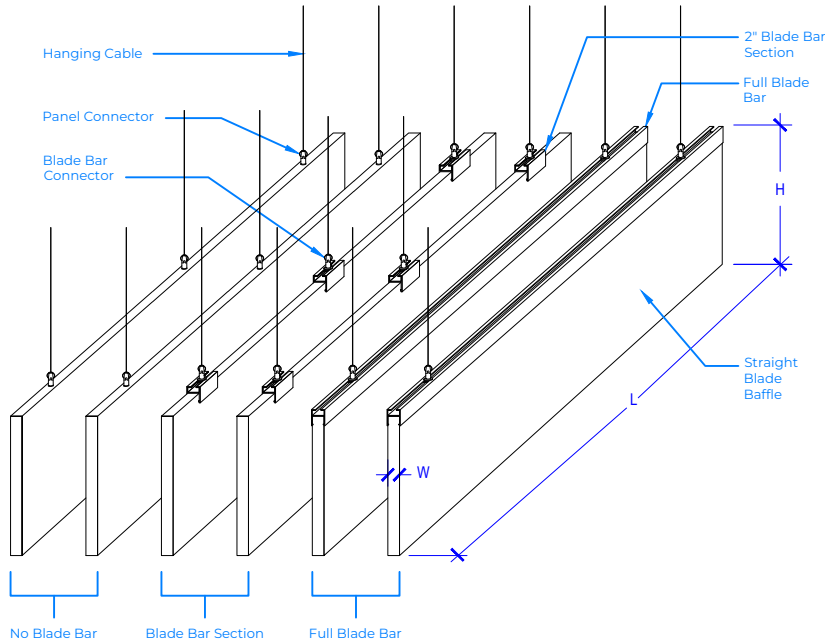 Hanging Cable
2" Blade Bar
Section
Full Blade
Bar
Panel Connector
Blade Bar
Connector
H
Straight
Blade
Baffle
L
W
No Blade Bar
Blade Bar Section
Full Blade Bar